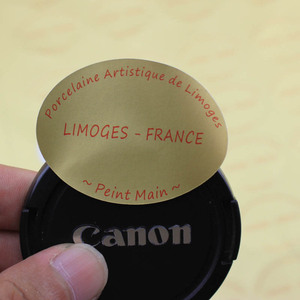 Porcelaine Artistique de Limoges
LIMOGES - FRANCE
~ Peint Main ~
Canon